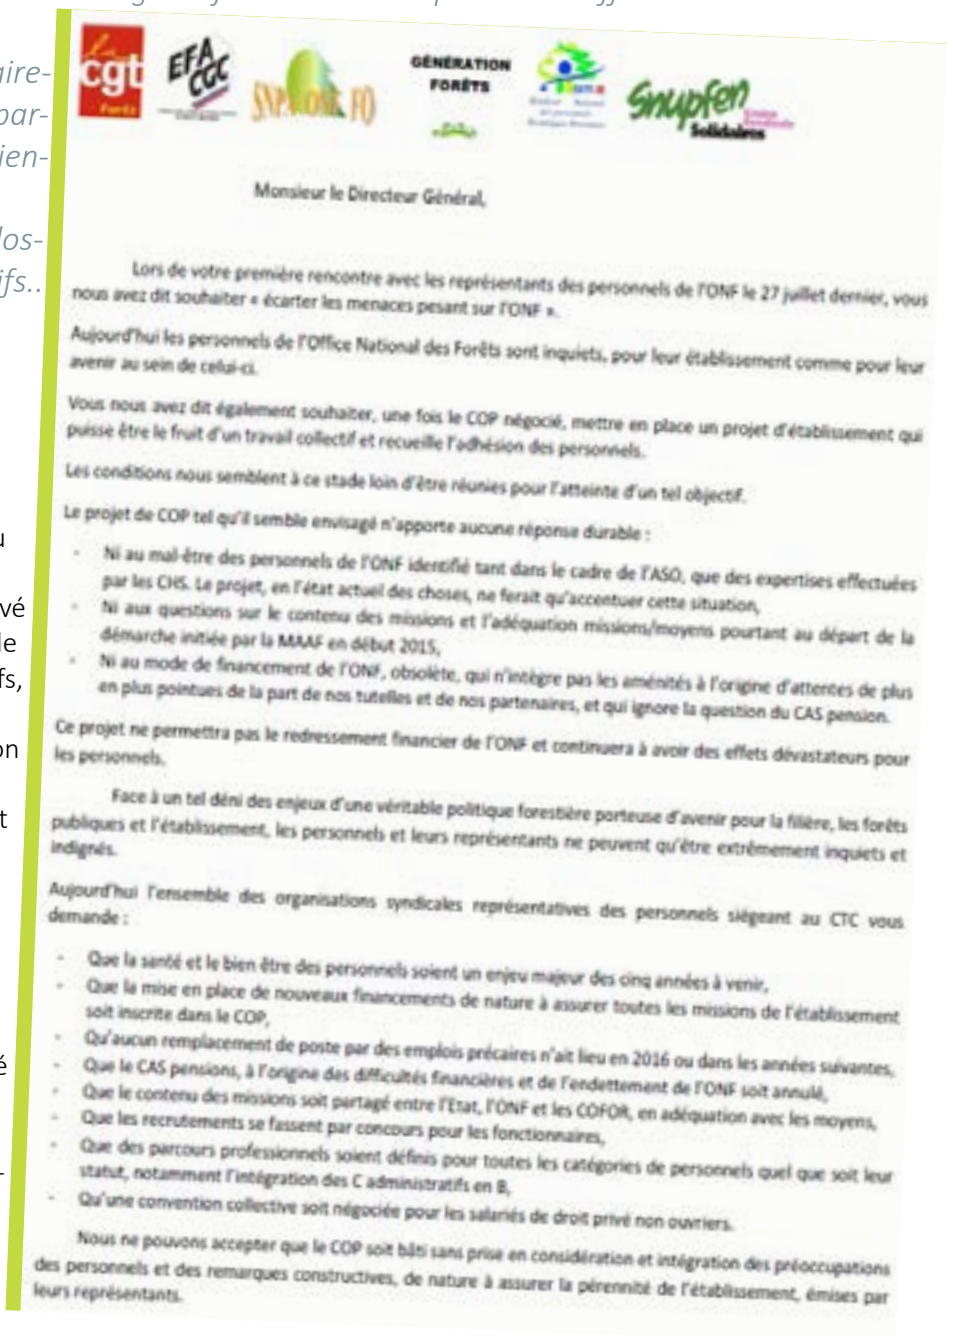 la
cgt
Forêt
EFA
CGC
SNPA ONF FO
GÉNÉRATION
FORÊTS
Snupfen
Solidaires
aire-
par-
ien-
los-
ifs..
Monsieur le Directeur Général,
Lors de votre première rencontre avec les représentants des personnels de l'ONF le 27 juillet dernier, vous
nous avez dit souhaiter « écarter les menaces pesant sur l'ONF ».
Aujourd'hui les personnels de l'Office National des Forêts sont inquiets, pour leur établissement comme pour leur
avenir au sein de celui-ci.
Vous nous avez dit également souhaiter, une fois le COP négocié, mettre en place un projet d'établissement qui
puisse être le fruit d'un travail collectif et recueille l'adhésion des personnels.
Les conditions nous semblent à ce stade loin d'être réunies pour l'atteinte d'un tel objectif.
Le projet de COP tel qu'il semble envisagé n'apporte aucune réponse durable :
- Ni au mal-être des personnels de l'ONF identifié tant dans le cadre de l'ASO, que des expertises effectuées
par les CHS. Le projet, en l'état actuel des choses, ne ferait qu'accentuer cette situation,
- Ni aux questions sur le contenu des missions et l'adéquation missions/moyens pourtant au départ de la
démarche initiée par la MAAF en début 2015,
- Ni au mode de financement de l'ONF, obsolète, qui n'intègre pas les aménités à l'origine d'attentes de plus
en plus pointues de la part de nos tutelles et de nos partenaires, et qui ignore la question du CAS pension.
Ce projet ne permettra pas le redressement financier de l'ONF et continuera à avoir des effets dévastateurs pour
les personnels.
Face à un tel déni des enjeux d'une véritable politique forestière porteuse d'avenir pour la filière, les forêts
publiques et l'établissement, les personnels et leurs représentants ne peuvent qu'être extrêmement inquiets et
indignés.
Aujourd'hui l'ensemble des organisations syndicales représentatives des personnels siégeant au CTC vous
demande :
- Que la santé et le bien être des personnels soient un enjeu majeur des cinq années à venir,
- Que la mise en place de nouveaux financements de nature à assurer toutes les missions de l'établissement
soit inscrite dans le COP,
- Qu'aucun remplacement de poste par des emplois précaires n'ait lieu en 2016 ou dans les années suivantes,
- Que le CAS pensions, à l'origine des difficultés financières et de l'endettement de l'ONF soit annulé,
- Que le contenu des missions soit partagé entre l'Etat, l'ONF et les COFOR, en adéquation avec les moyens,
- Que les recrutements se fassent par concours pour les fonctionnaires,
- Que des parcours professionnels soient définis pour toutes les catégories de personnels quel que soit leur
statut, notamment l'intégration des C administratifs en B,
- Qu'une convention collective soit négociée pour les salariés de droit privé non ouvriers.
Nous ne pouvons accepter que le COP soit bâti sans prise en considération et intégration des préoccupations
des personnels et des remarques constructives, de nature à assurer la pérennité de l'établissement, émises par
leurs représentants.
u
vé
le
fs,
on
t
é
-